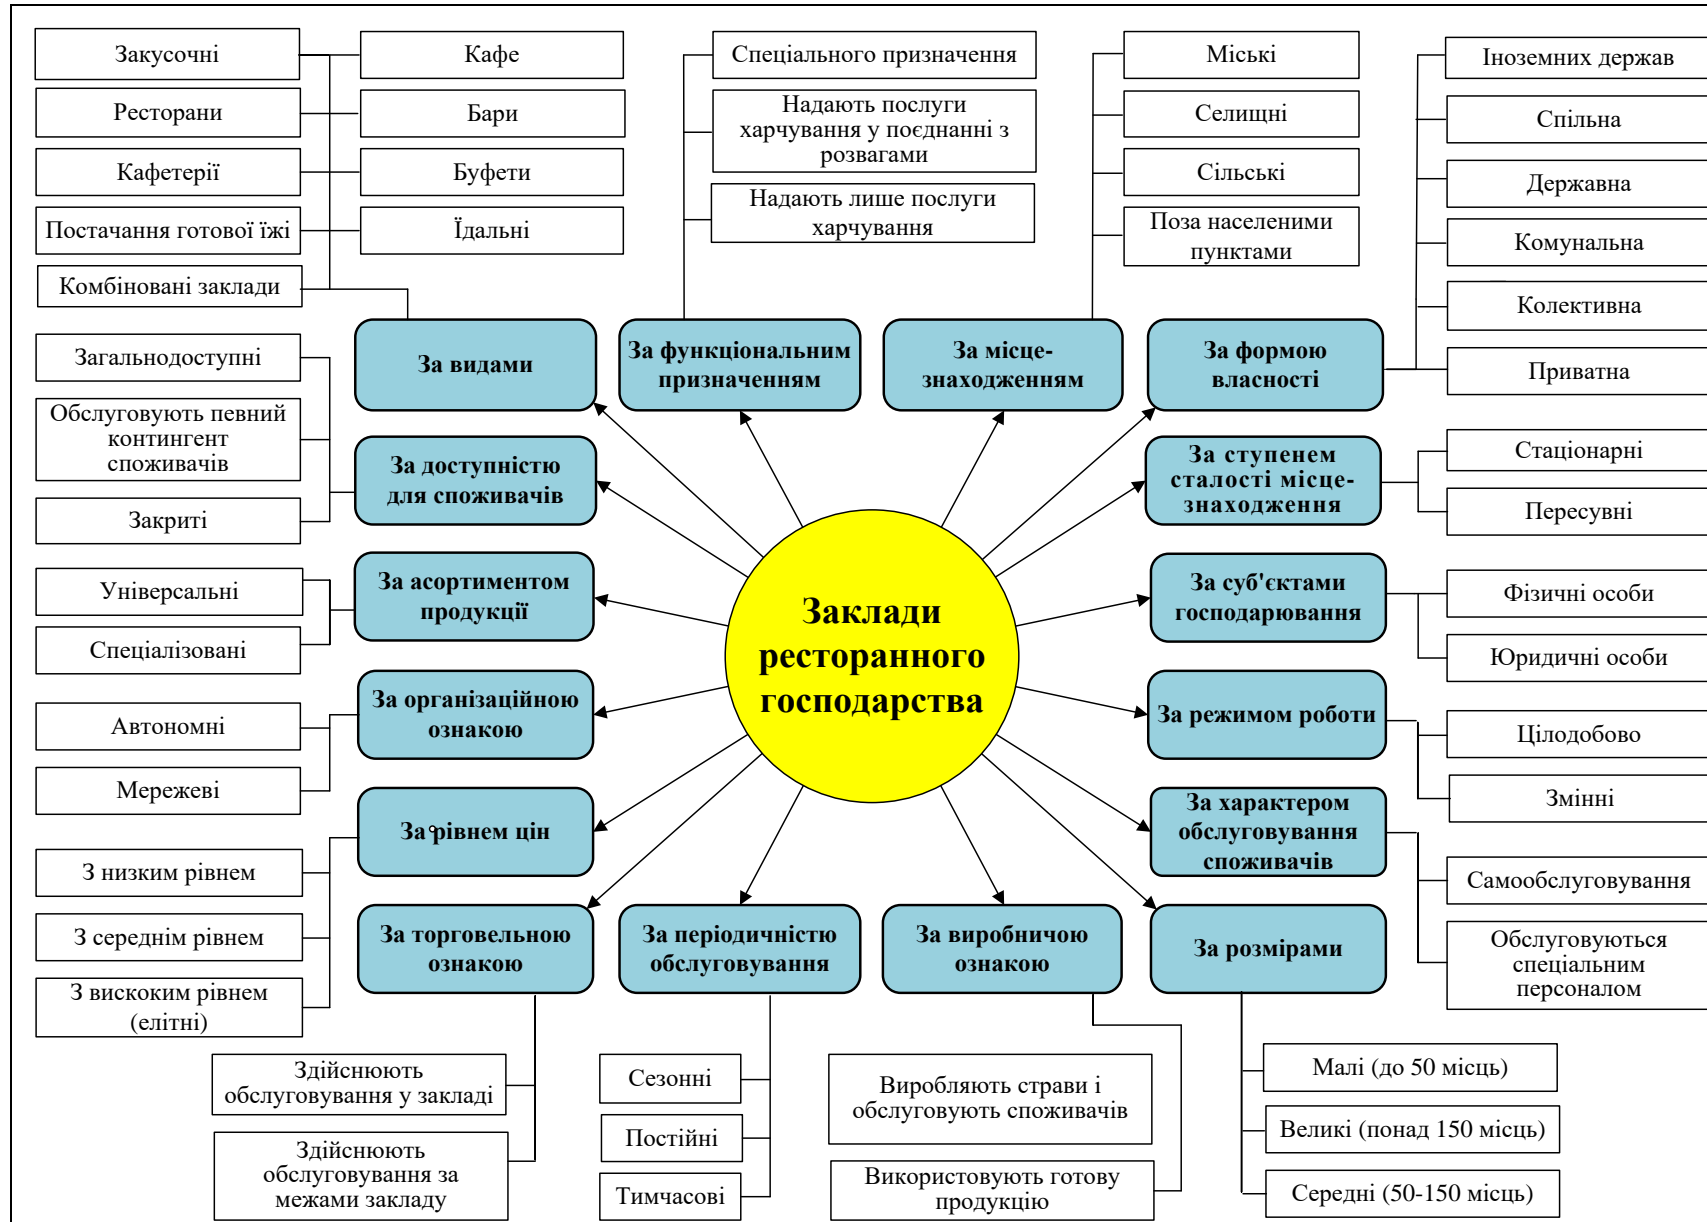 Закусочні
Кафе
Ресторани
Бари
Кафетерії
Буфети
Постачання готової їжі
Їдальні
Комбіновані заклади
Спеціального призначення
Надають послуги
харчування у поєднанні з
розвагами
Надають лише послуги
харчування
Міські
Селищні
Сільські
Поза населеними
пунктами
Іноземних держав
Спільна
Державна
Комунальна
Колективна
Приватна
За видами
За функціональним
призначенням
За місце-
знаходженням
За формою
власності
Загальнодоступні
Обслуговують певний
контингент
споживачів
Закриті
За доступністю
для споживачів
За ступенем
сталості місце-
знаходження
Стаціонарні
Пересувні
Універсальні
Спеціалізовані
За асортиментом
продукції
Заклади
ресторанного
господарства
За суб'єктами
господарювання
Фізичні особи
Юридичні особи
Автономні
Мережеві
За організаційною
ознакою
За режимом роботи
Цілодобово
Змінні
За рівнем цін
З низким рівнем
З середнім рівнем
З вискоким рівнем
(елітні)
За характером
обслуговування
споживачів
Самообслуговування
Обслуговуються
спеціальним
персоналом
За торговельною
ознакою
За періодичністю
обслуговування
За виробничою
ознакою
За розмірами
Здійснюють
обслуговування у закладі
Здійснюють
обслуговування за
межами закладу
Сезонні
Постійні
Тимчасові
Виробляють страви і
обслуговують споживачів
Використовують готову
продукцію
Малі (до 50 місць)
Великі (понад 150 місць)
Середні (50-150 місць)